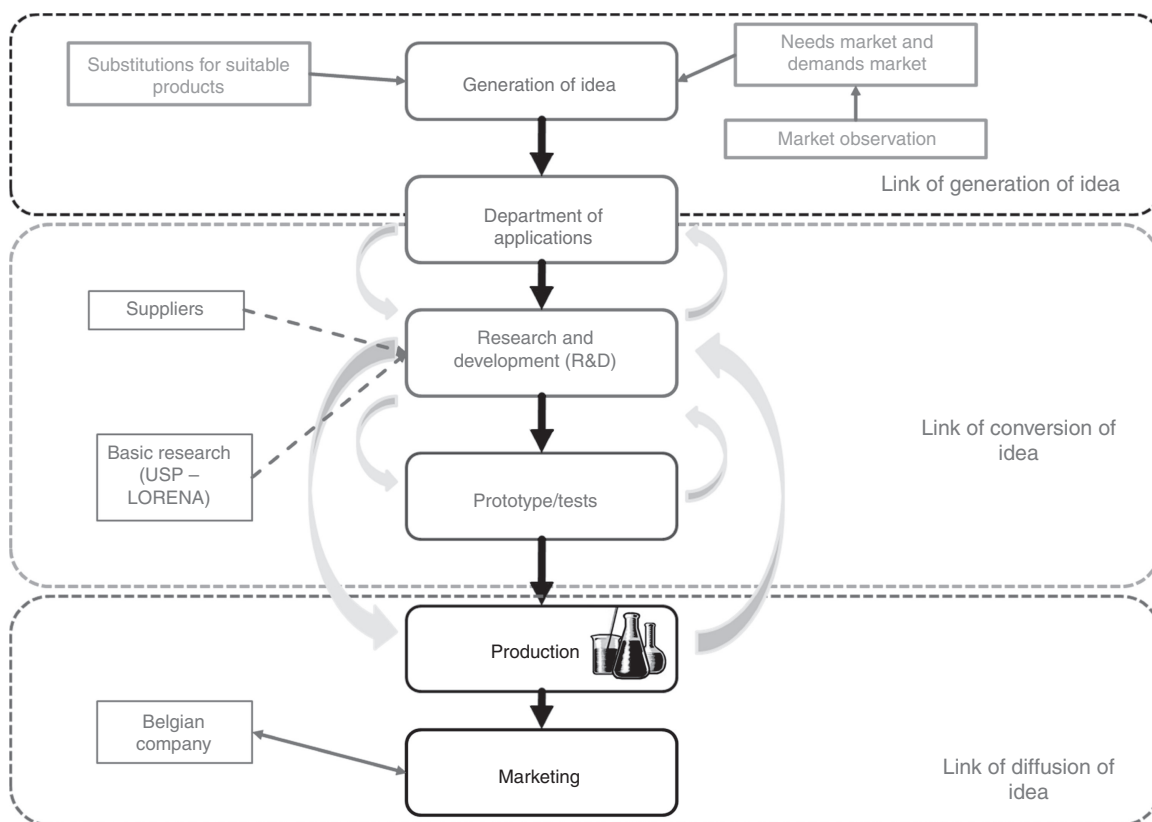 Substitutions for suitable
products
Generation of idea
Needs market and
demands market
Market observation
Link of generation of idea
Department of
applications
Suppliers
Research and
development (R&D)
Link of conversion of
idea
Basic research
(USP –
LORENA)
Prototype/tests
Production
Belgian
company
Marketing
Link of diffusion of
idea